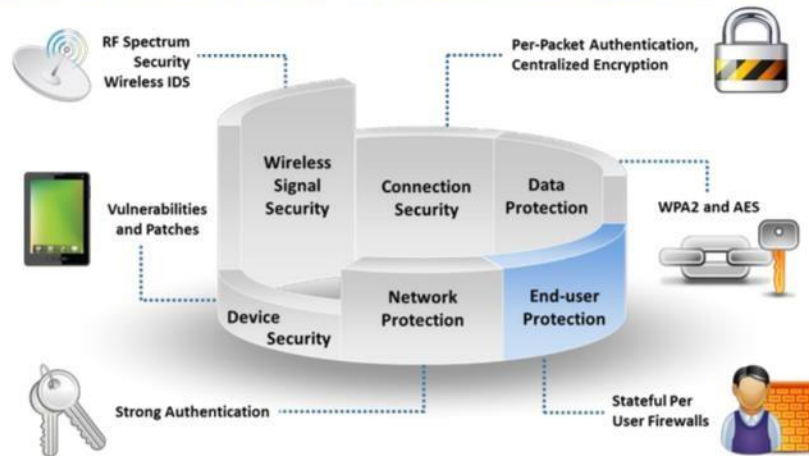 RF Spectrum
Security
Wireless IDS
Per-Packet Authentication,
Centralized Encryption
Wireless
Signal
Security
Connection
Security
Data
Protection
Vulnerabilities
and Patches
WPA2 and AES
Device
Security
Network
Protection
End-user
Protection
Strong Authentication
Stateful Per
User Firewalls